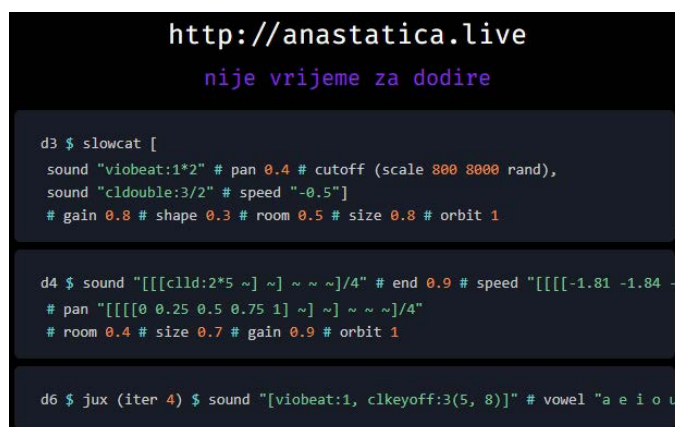 http://anastatica.live
nije vrijeme za dodire
d3 $ slowcat [
sound "viobeat:1*2" # pan 0.4 # cutoff (scale 800 8000 rand),
sound "cldouble:3/2" # speed "-0.5"]
# gain 0.8 # shape 0.3 # room 0.5 # size 0.8 # orbit 1
d4 $ sound "[[[clld:2*5 ~] ~] ~ ~ ~]/4" # end 0.9 # speed "[[[[-1.81 -1.84 -
# pan "[[[[0 0.25 0.5 0.75 1] ~] ~] ~ ~ ~]/4"
# room 0.4 # size 0.7 # gain 0.9 # orbit 1
d6 $ jux (iter 4) $ sound "[viobeat:1, clkeyoff:3(5, 8)]" # vowel "a e i o u